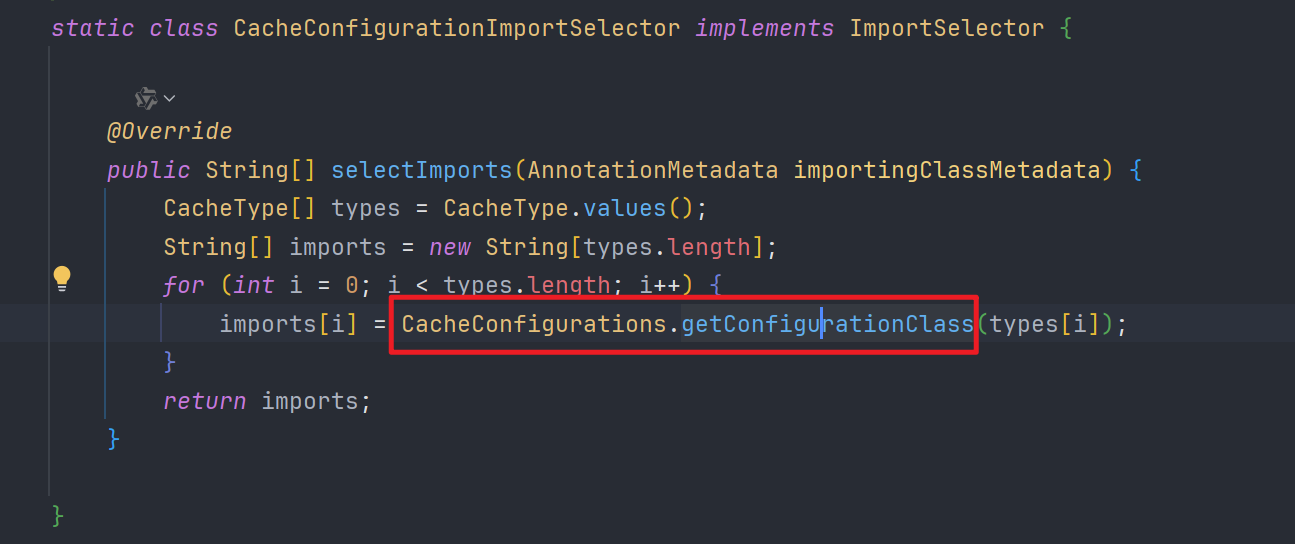 static class CacheConfigurationImportSelector implements ImportSelector {
@Override
public String[] selectImports(AnnotationMetadata importingClassMetadata) {
CacheType[] types = CacheType.values();
String[] imports = new String[types.length];
for (int i = 0; i < types.length; i++) {
imports[i] = CacheConfigurations.getConfigurationClass(types[i]);
}
return imports;
}
}